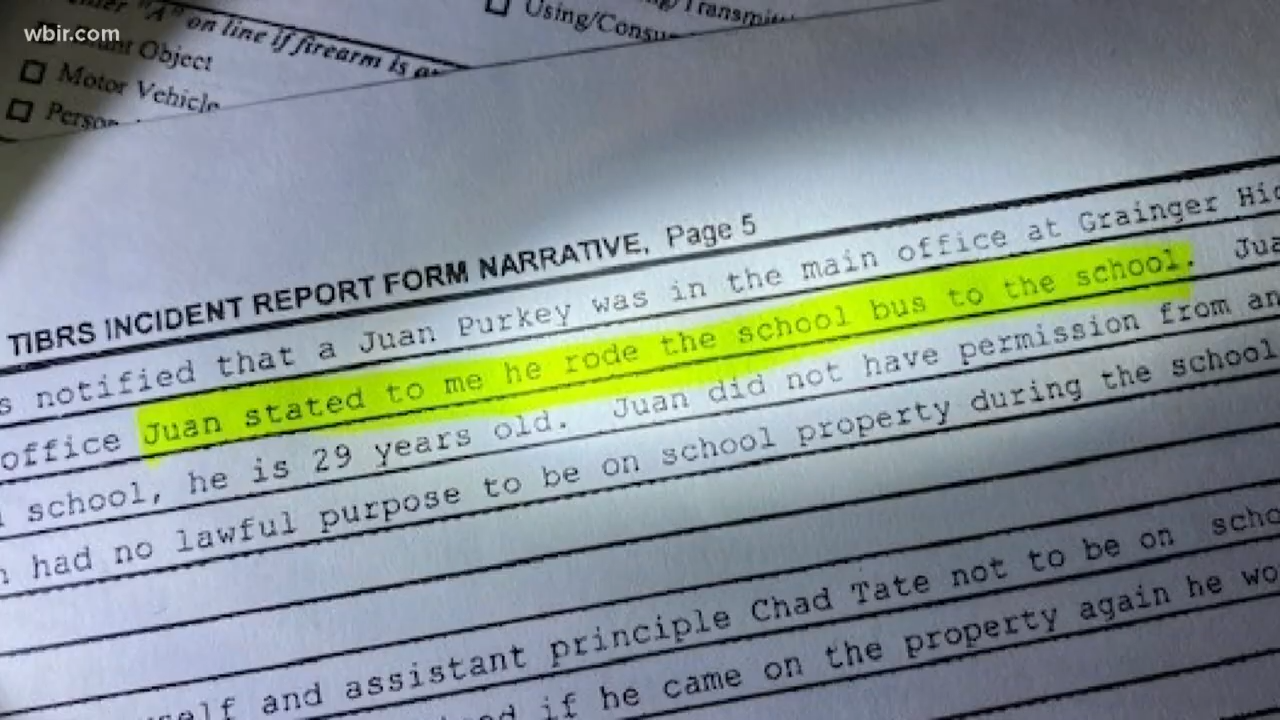 wbir.com
"A" on line if firearm is
Object
Motor Vehicle
Using/Consu
TIBRS INCIDENT REPORT FORM NARRATIVE, Page 5
s notified that a Juan Purkey was in the main office at Grainger Hig
office Juan stated to me he rode the school bus to the school. Jua
school, he is 29 years old. Juan did not have permission from an
had no lawful purpose to be on school property during the school
self and assistant principle Chad Tate not to be on scho
if he came on the property again he wo